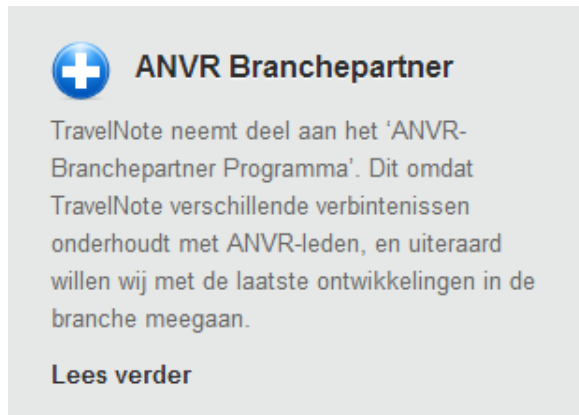 ANVR Branchepartner
TravelNote neemt deel aan het ‘ANVR-
Branchepartner Programma’. Dit omdat
TravelNote verschillende verbintenissen
onderhoudt met ANVR-leden, en uiteraard
willen wij met de laatste ontwikkelingen in de
branche meegaan.
Lees verder